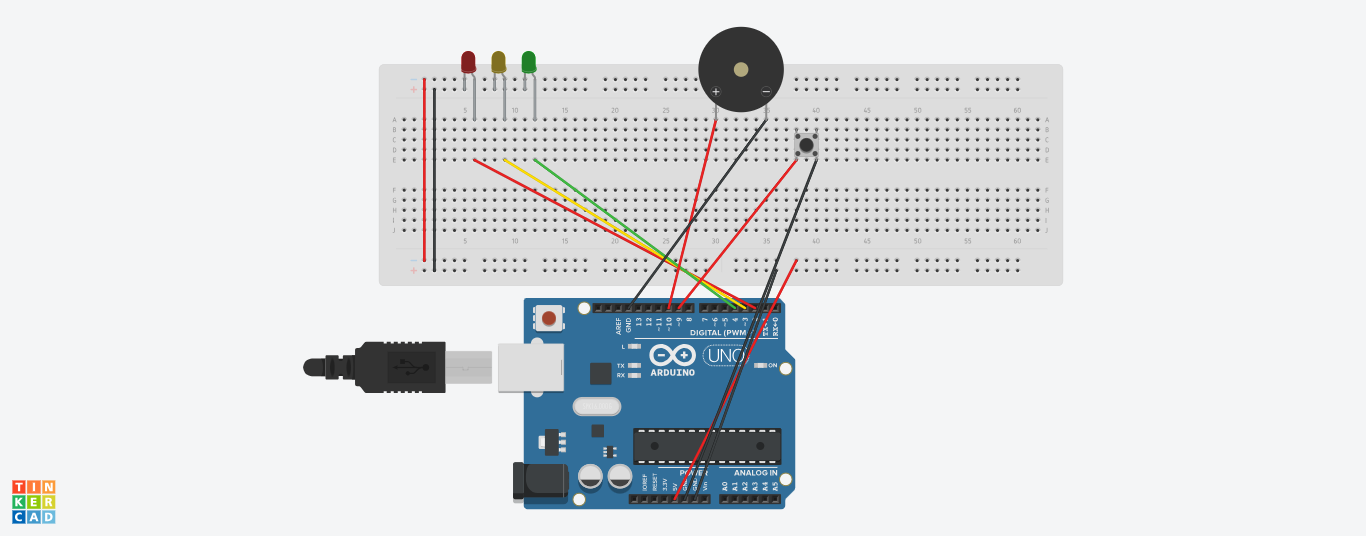 − +
+ −
5 10 15 20 25 30 35 40 45 50 55 60
A A
B B
C C
D D
E E
F F
G G
H H
I I
J J
5 10 15 20 25 30 35 40 45 50 55 60
− +
AREF GND 13 12 ~11 ~10 ~9 8 7 ~6 ~5 4 ~3
RX←0
DIGITAL (PWM
L
TX
RX
UNO
ARDUINO
ON
POWER ANALOG IN
IOREF RESET 3.3V 5V GND GND Vin A0 A1 A2 A3 A4 A5
TIN
KER
CAD